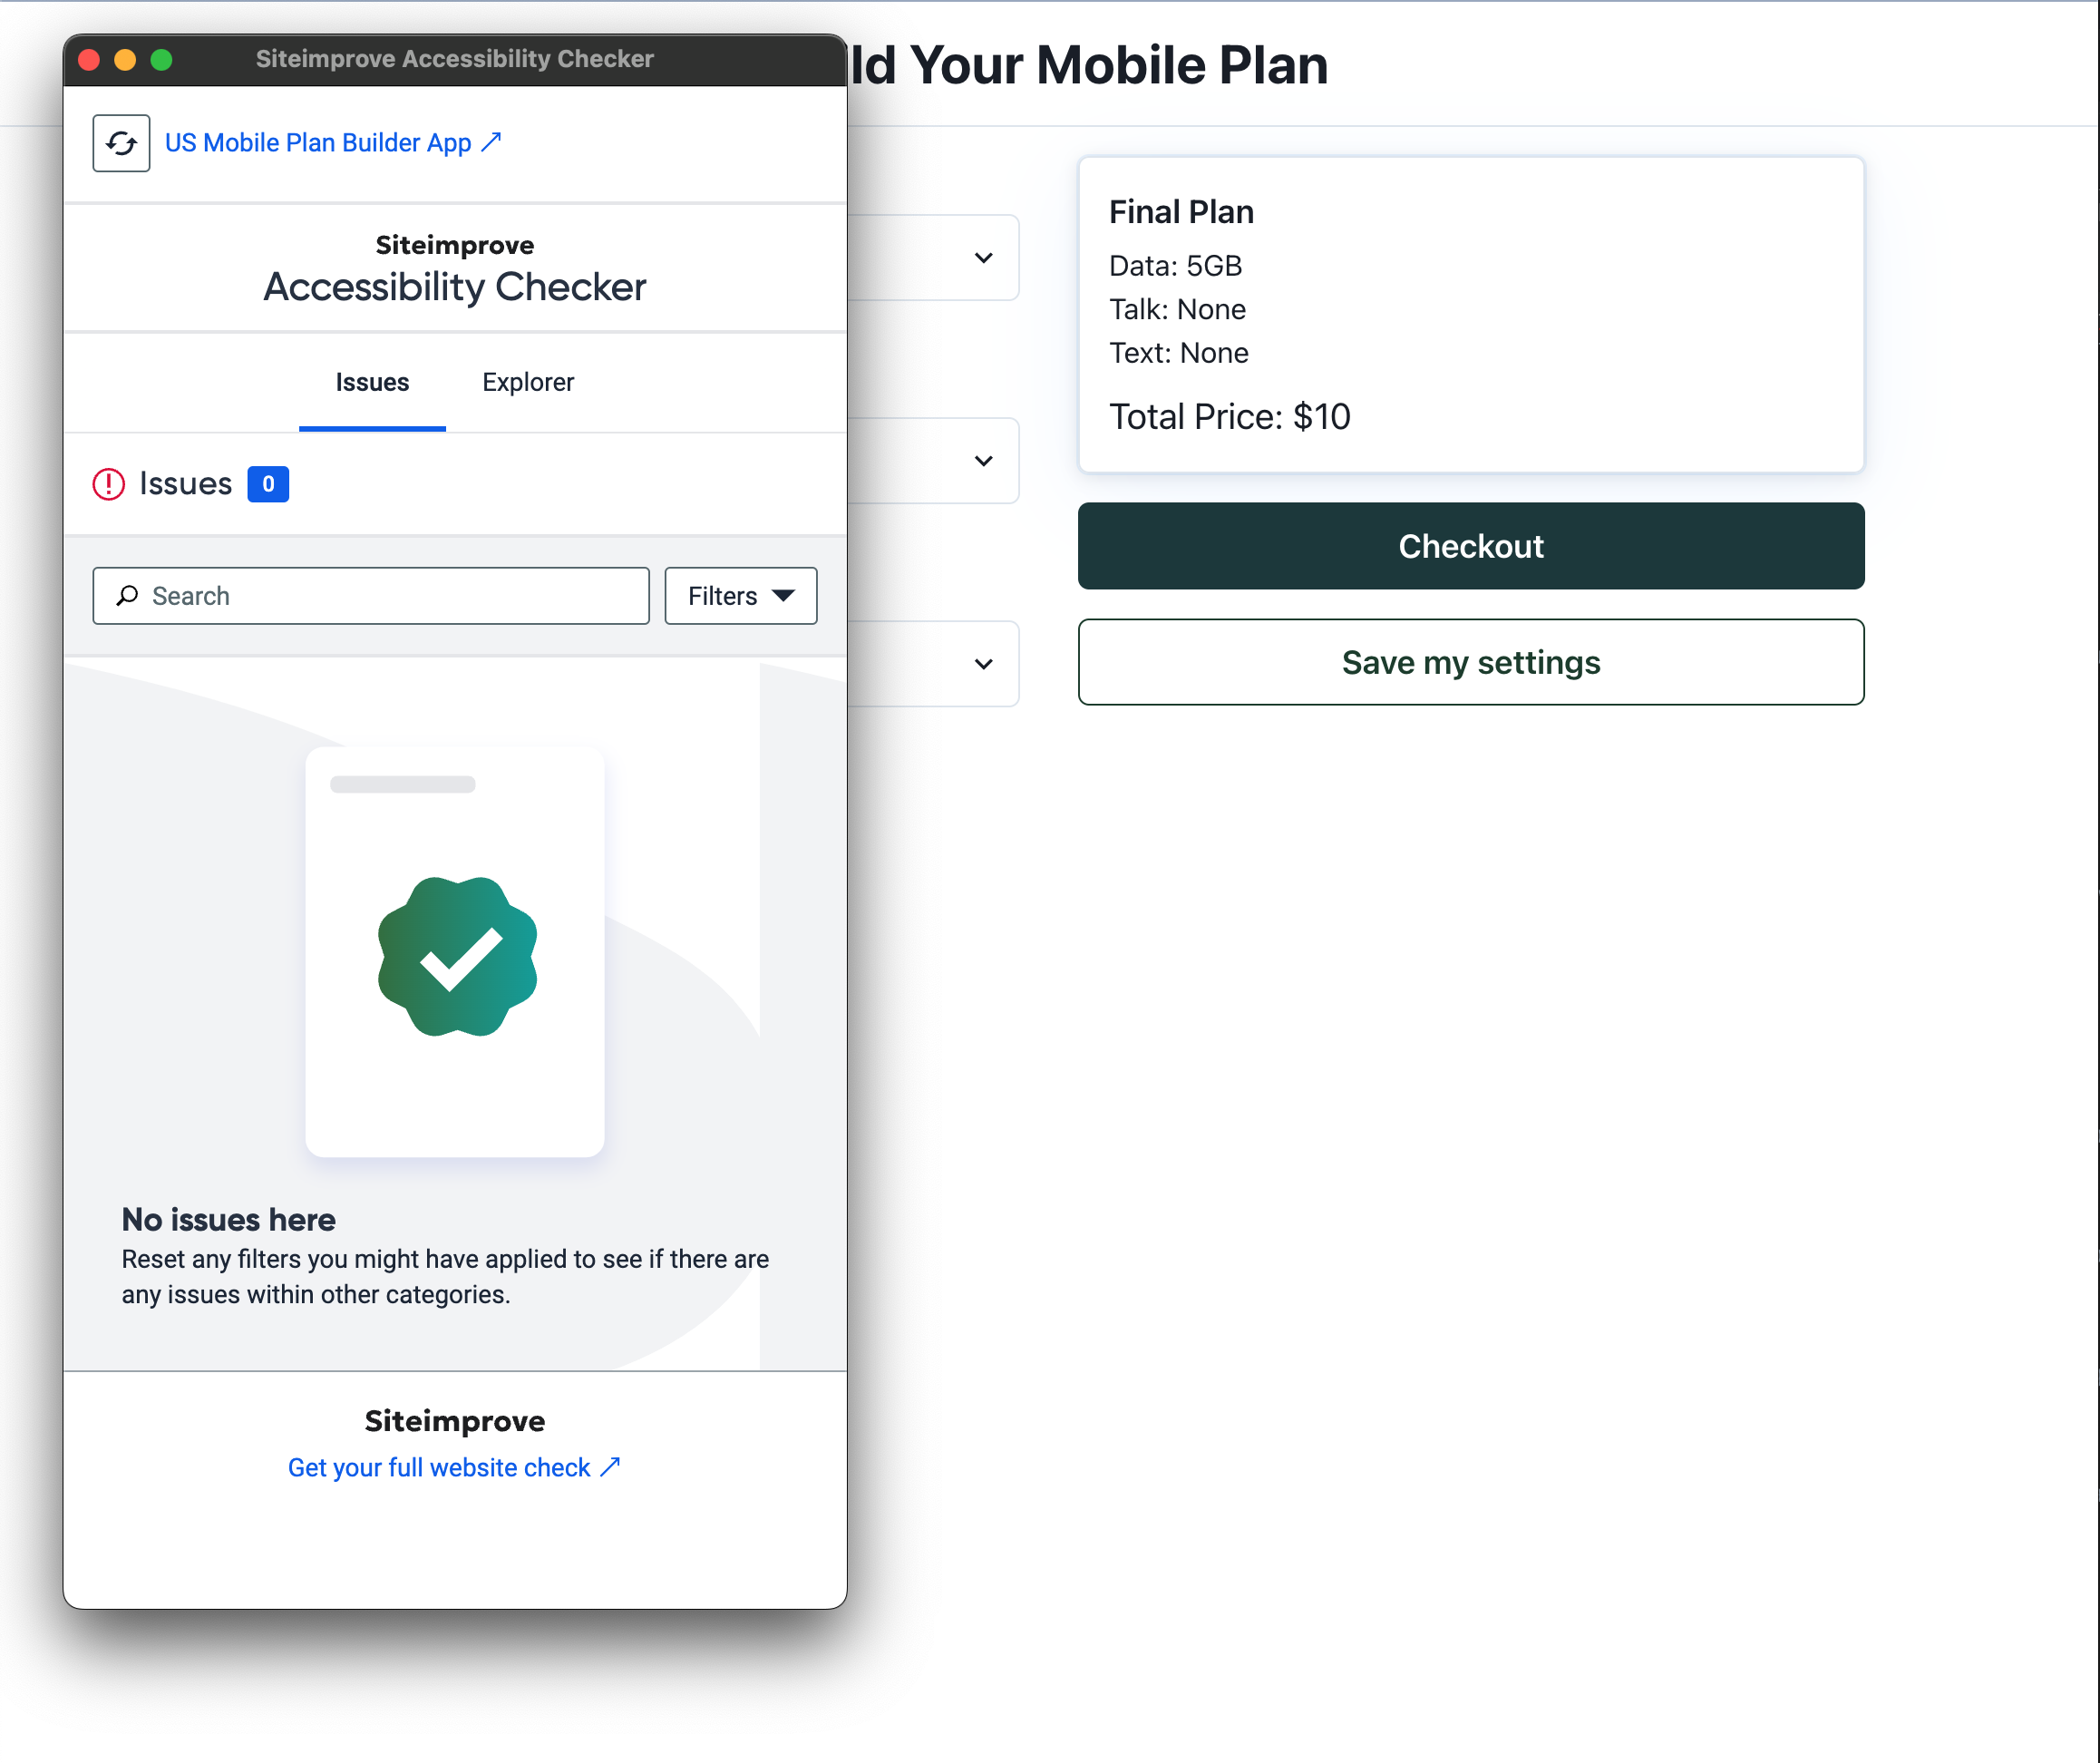 Siteimprove Accessibility Checker
US Mobile Plan Builder App
Siteimprove
Accessibility Checker
Issues
Explorer
Issues 0
Search
Filters
No issues here
Reset any filters you might have applied to see if there are
any issues within other categories.
Siteimprove
Get your full website check
ld Your Mobile Plan
Final Plan
Data: 5GB
Talk: None
Text: None
Total Price: $10
Checkout
Save my settings